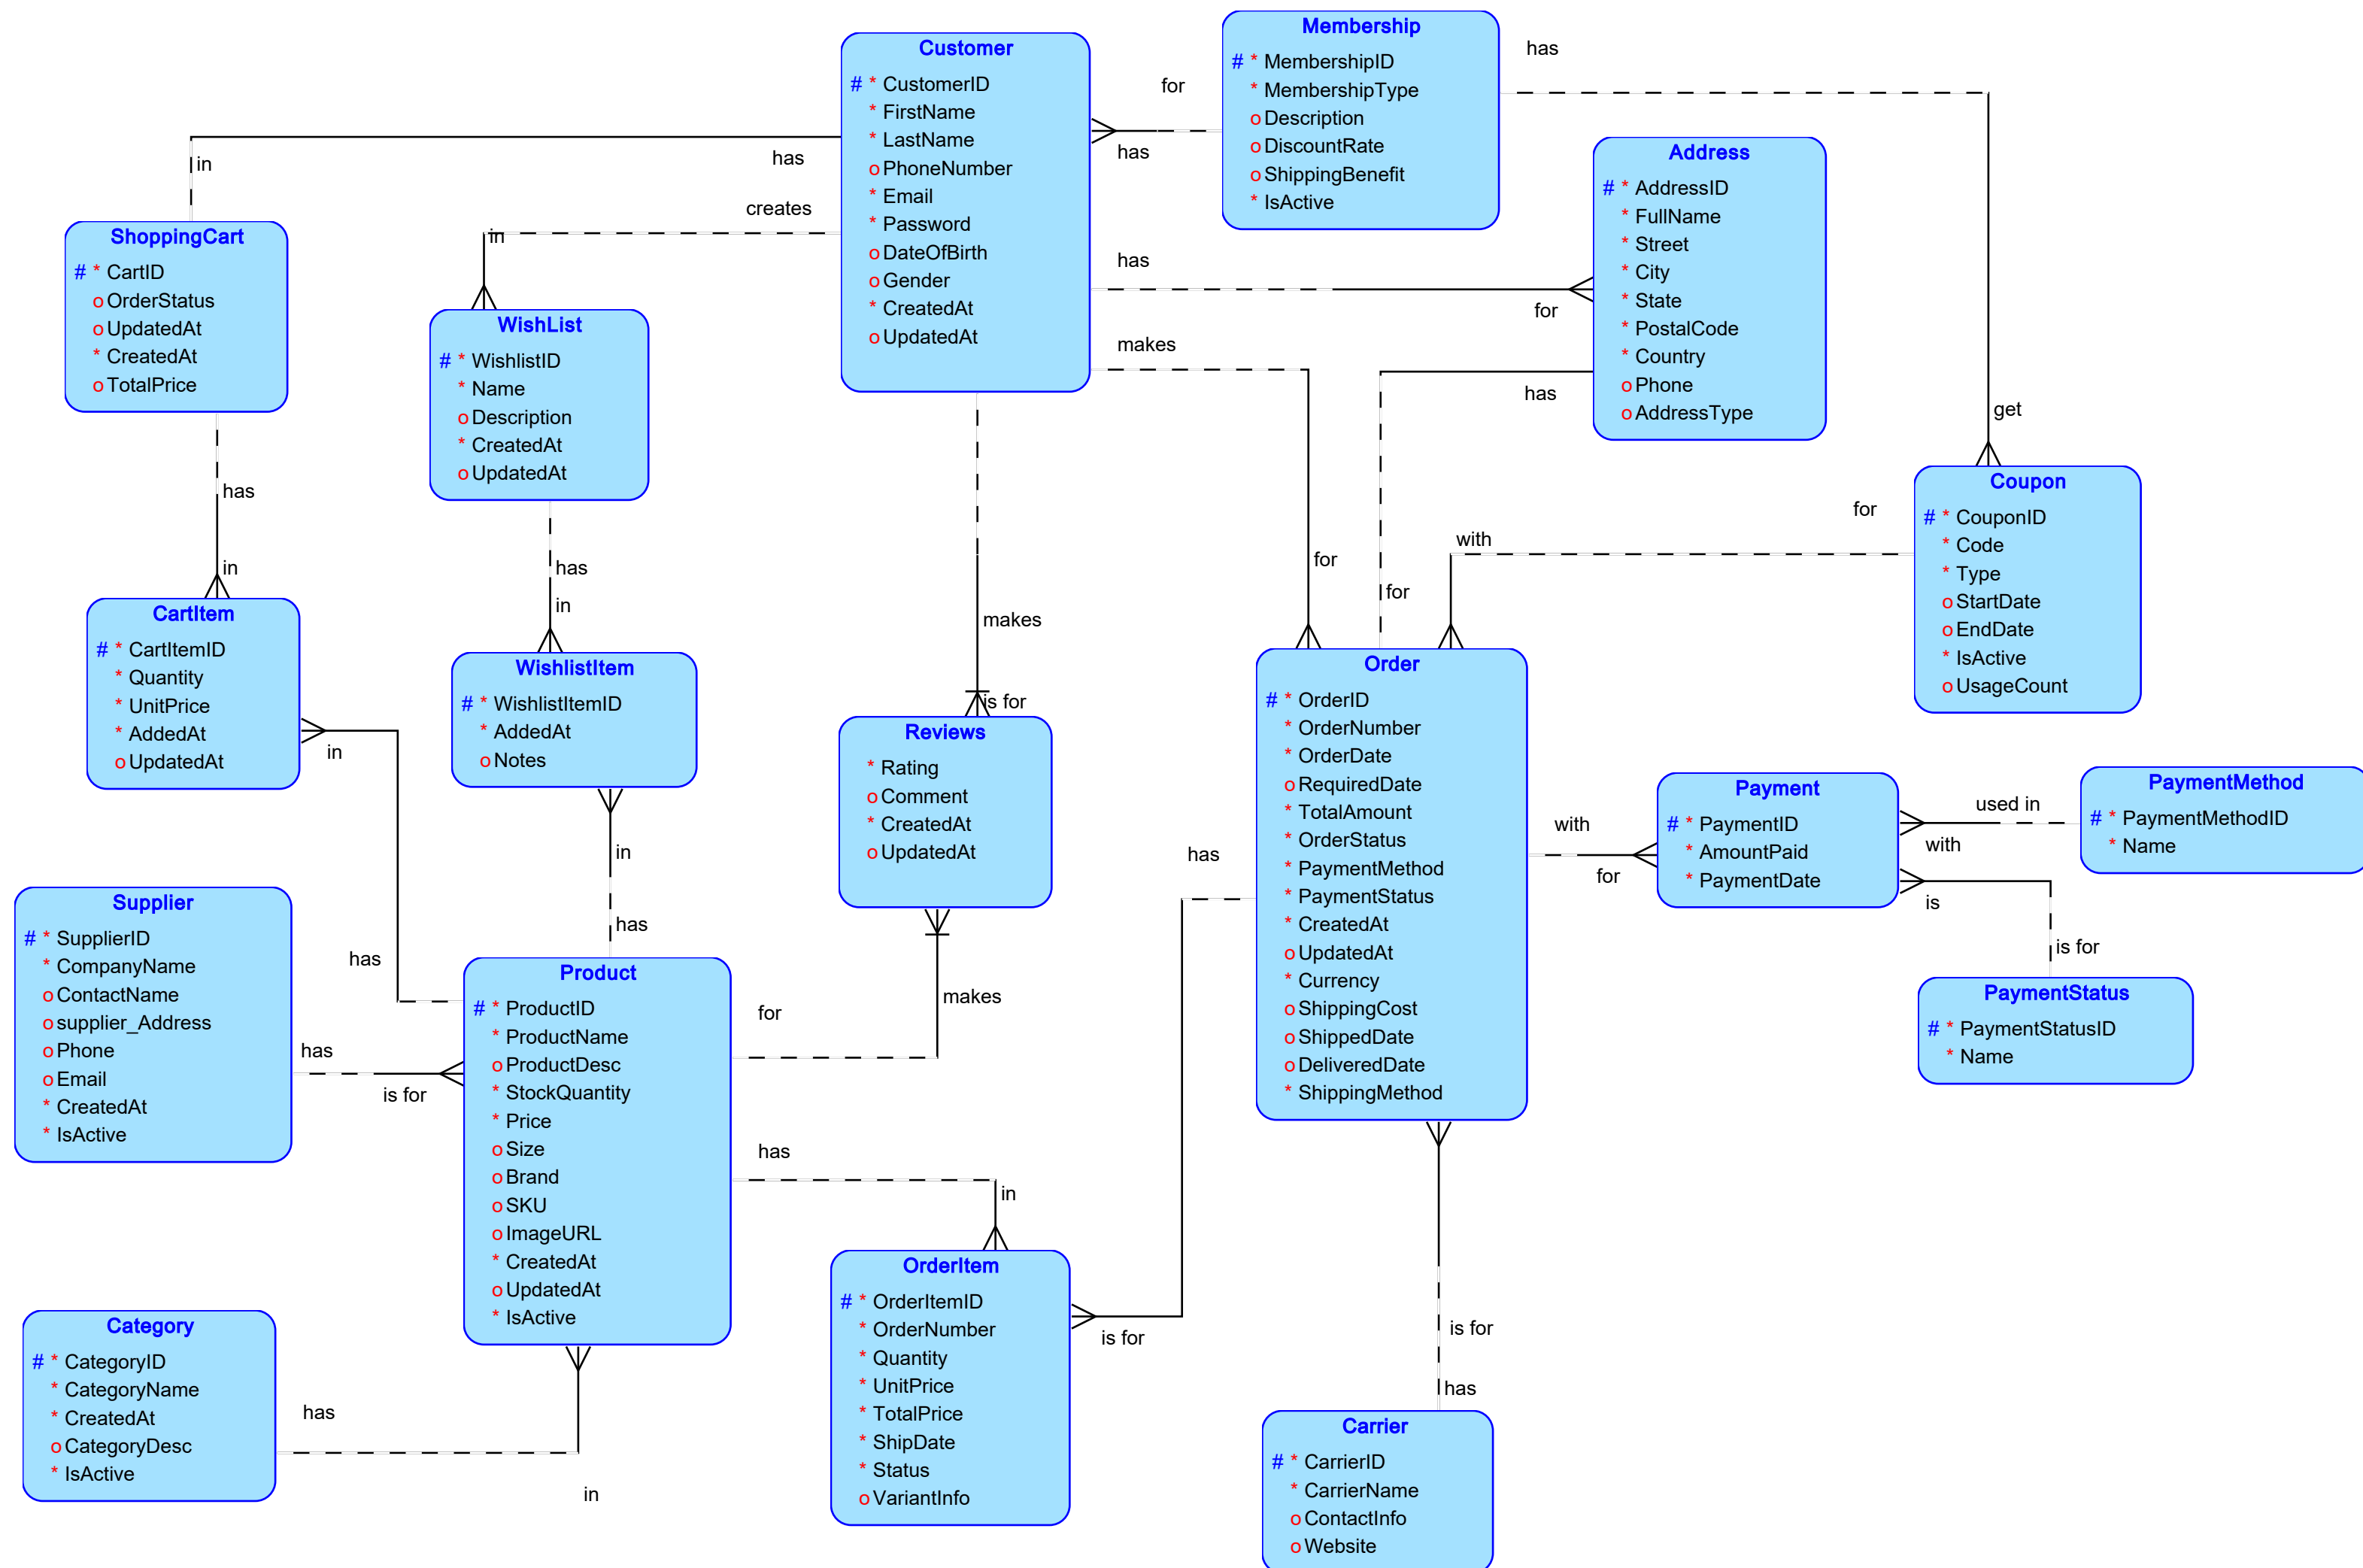 Customer
# * CustomerID
* FirstName
* LastName
o PhoneNumber
* Email
* Password
o DateOfBirth
o Gender
* CreatedAt
o UpdatedAt
Membership
# * MembershipID
* MembershipType
o Description
o DiscountRate
o ShippingBenefit
* IsActive
has
for
has
has
in
creates
in
has
for
makes
has
for
for
get
Address
# * AddressID
* FullName
* Street
* City
* State
* PostalCode
* Country
o Phone
o AddressType
ShoppingCart
# * CartID
o OrderStatus
o UpdatedAt
* CreatedAt
o TotalPrice
WishList
# * WishlistID
* Name
o Description
* CreatedAt
o UpdatedAt
has
in
has
in
makes
is for
with
for
Coupon
# * CouponID
* Code
* Type
o StartDate
o EndDate
* IsActive
o UsageCount
CartItem
# * CartItemID
* Quantity
* UnitPrice
* AddedAt
o UpdatedAt
in
has
WishlistItem
# * WishlistItemID
* AddedAt
o Notes
in
has
Reviews
* Rating
o Comment
* CreatedAt
o UpdatedAt
makes
for
Order
# * OrderID
* OrderNumber
* OrderDate
o RequiredDate
* TotalAmount
* OrderStatus
* PaymentMethod
* PaymentStatus
* CreatedAt
o UpdatedAt
* Currency
o ShippingCost
o ShippedDate
o DeliveredDate
* ShippingMethod
with
for
has
Payment
# * PaymentID
* AmountPaid
* PaymentDate
used in
with
is
is for
PaymentMethod
# * PaymentMethodID
* Name
PaymentStatus
# * PaymentStatusID
* Name
Supplier
# * SupplierID
* CompanyName
o ContactName
o supplier_Address
o Phone
o Email
* CreatedAt
* IsActive
has
is for
Product
# * ProductID
* ProductName
o ProductDesc
* StockQuantity
* Price
o Size
o Brand
o SKU
o ImageURL
* CreatedAt
o UpdatedAt
* IsActive
has
in
is for
OrderItem
# * OrderItemID
* OrderNumber
* Quantity
* UnitPrice
* TotalPrice
* ShipDate
* Status
o VariantInfo
Category
# * CategoryID
* CategoryName
* CreatedAt
o CategoryDesc
* IsActive
has
in
is for
has
Carrier
# * CarrierID
* CarrierName
o ContactInfo
o Website